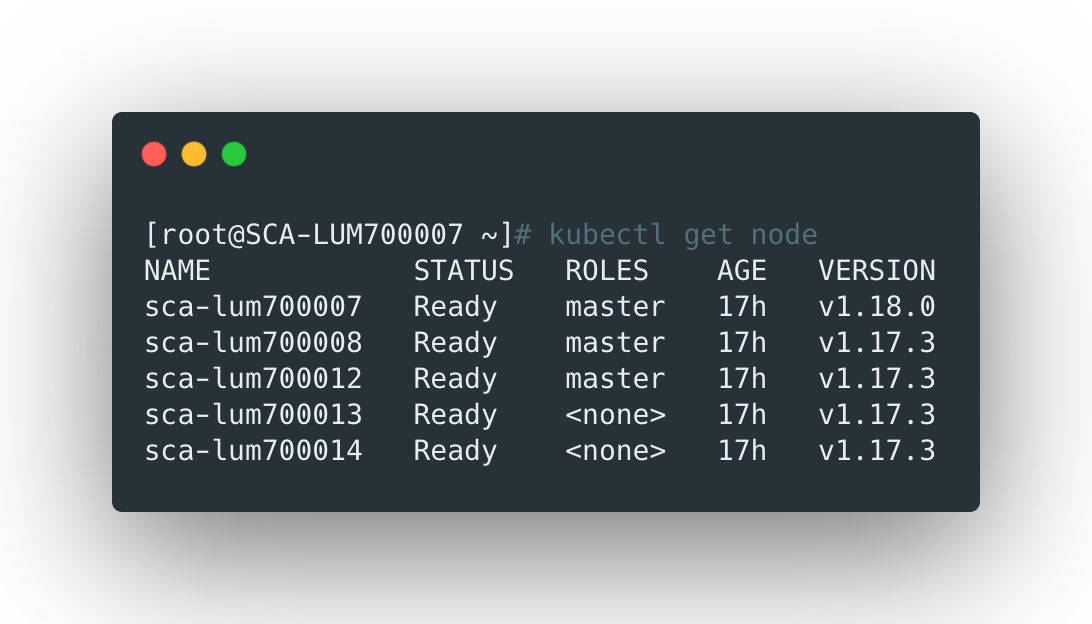 [root@SCA-LUM700007 ~]# kubectl get node
NAME            STATUS   ROLES    AGE   VERSION
sca-lum700007   Ready    master   17h   v1.18.0
sca-lum700008   Ready    master   17h   v1.17.3
sca-lum700012   Ready    master   17h   v1.17.3
sca-lum700013   Ready    <none>   17h   v1.17.3
sca-lum700014   Ready    <none>   17h   v1.17.3